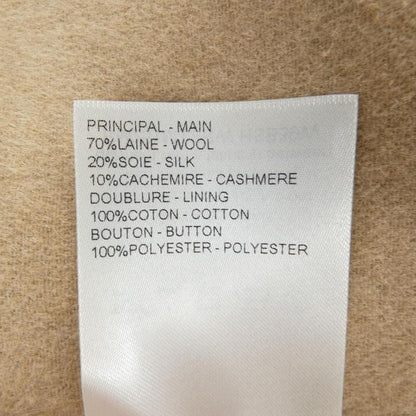 PRINCIPAL - MAIN
70%LAINE - WOOL
20%SOIE - SILK
10%CACHEMIRE - CASHMERE
DOUBLURE - LINING
100%COTON - COTTON
BOUTON - BUTTON
100%POLYESTER - POLYESTER